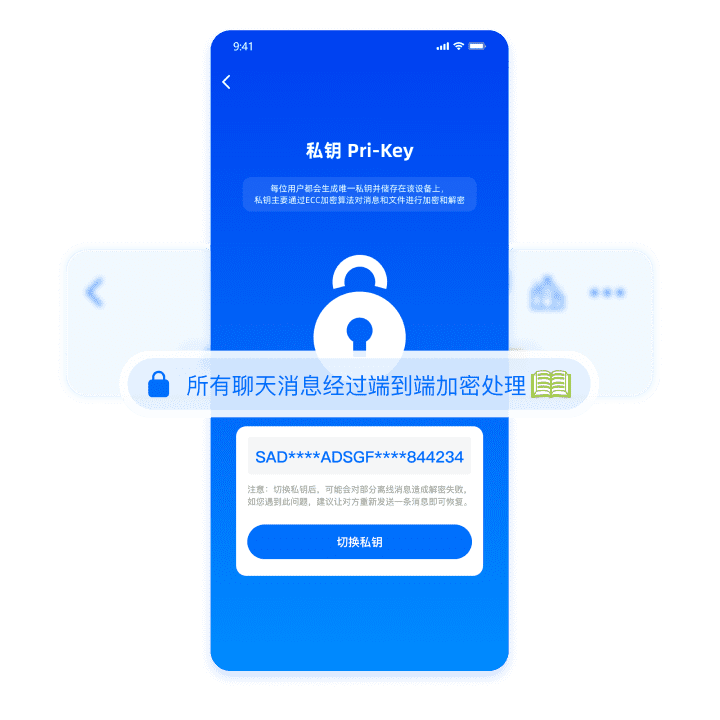 9:41
私钥 Pri-Key
每位用户都会生成唯一私钥并储存在该设备上，
私钥主要通过ECC加密算法对消息和文件进行加密和解密
所有聊天消息经过端到端加密处理
SAD****ADSGF****844234
注意：切换私钥后，可能会对部分离线消息造成解密失败。
如您遇到此问题，建议让对方重新发送一条消息即可恢复。
切换私钥